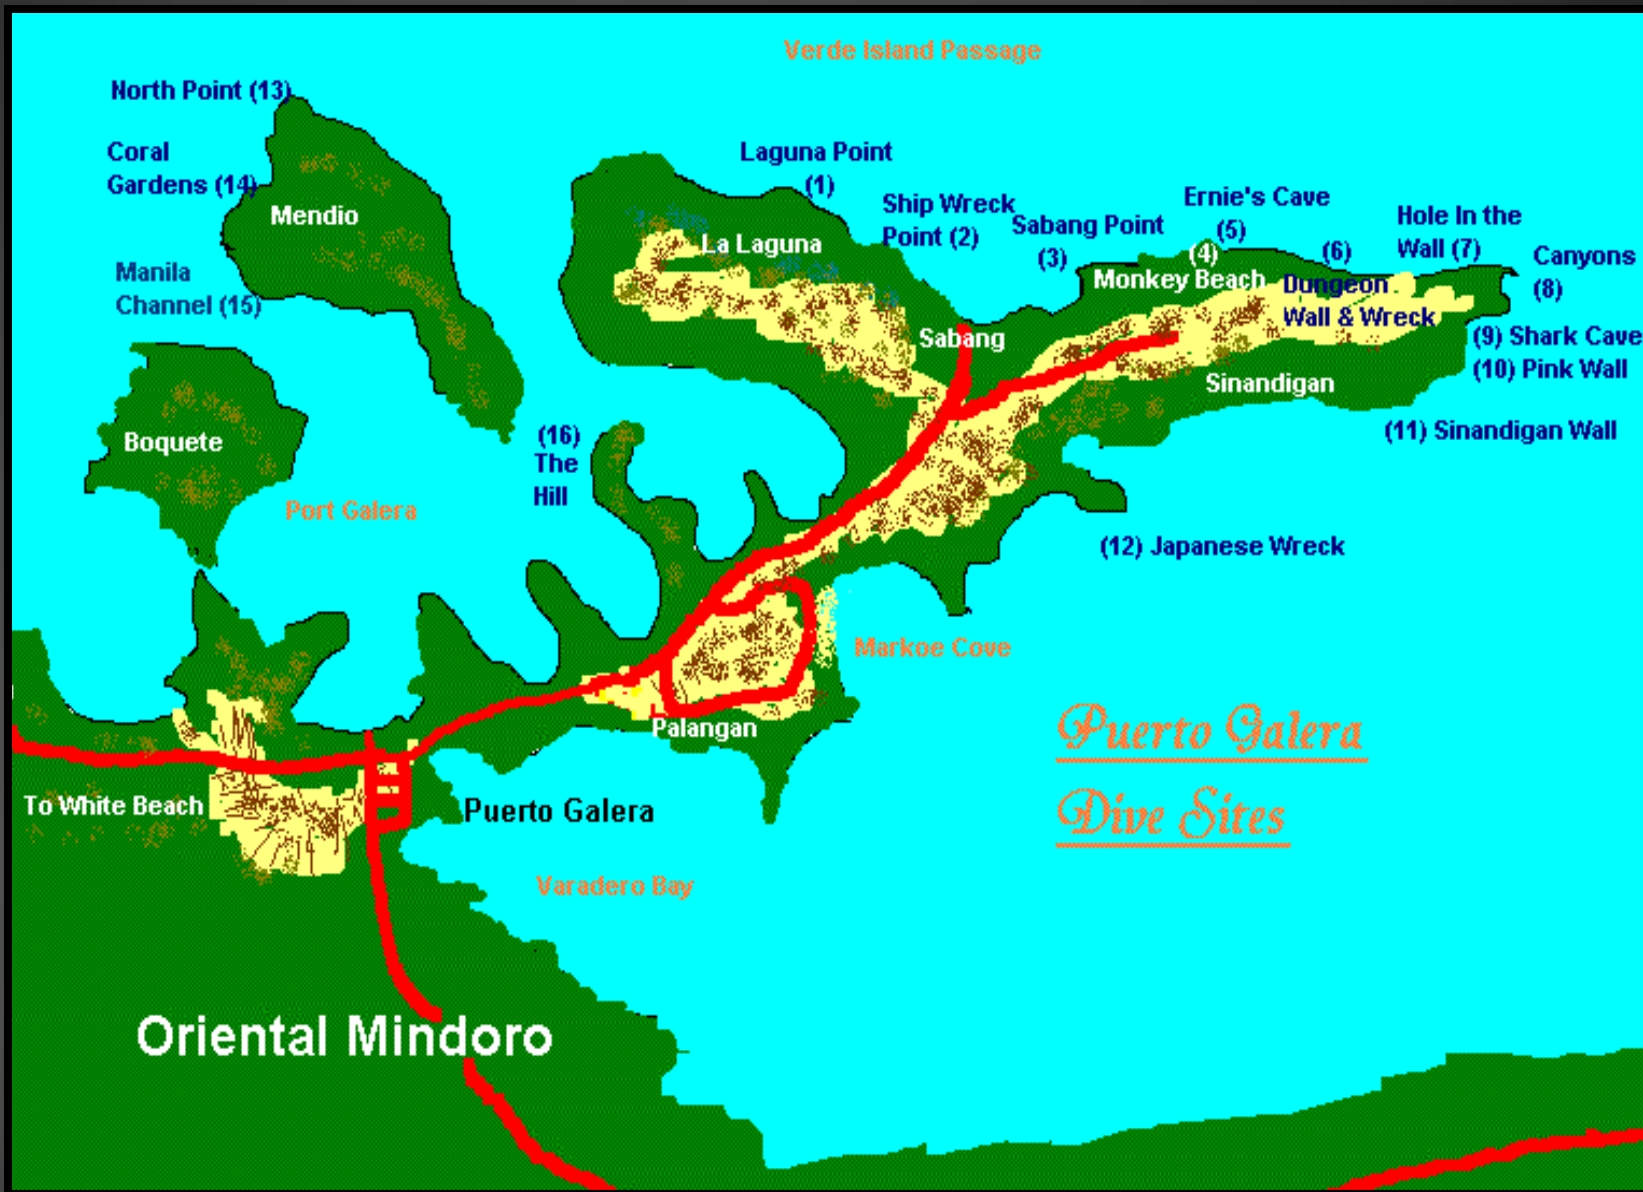 Verde Island Passage
North Point (13)
Coral
Gardens (14)
Mendio
Manila
Channel (15)
Boquete
Port Galera
(16)
The
Hill
Laguna Point
(1)
La Laguna
Ship Wreck
Point (2)
Sabang Point
(3)
Sabang
Ernie's Cave
(5)
(4)
Monkey Beach
(6)
Dungeon
Wall & Wreck
Hole In the
Wall (7)
Canyons
(8)
(9) Shark Cave
(10) Pink Wall
Sinandigan
(11) Sinandigan Wall
(12) Japanese Wreck
Markoe Cove
Palangan
Puerto Galera
Dive Sites
To White Beach
Puerto Galera
Varadero Bay
Oriental Mindoro